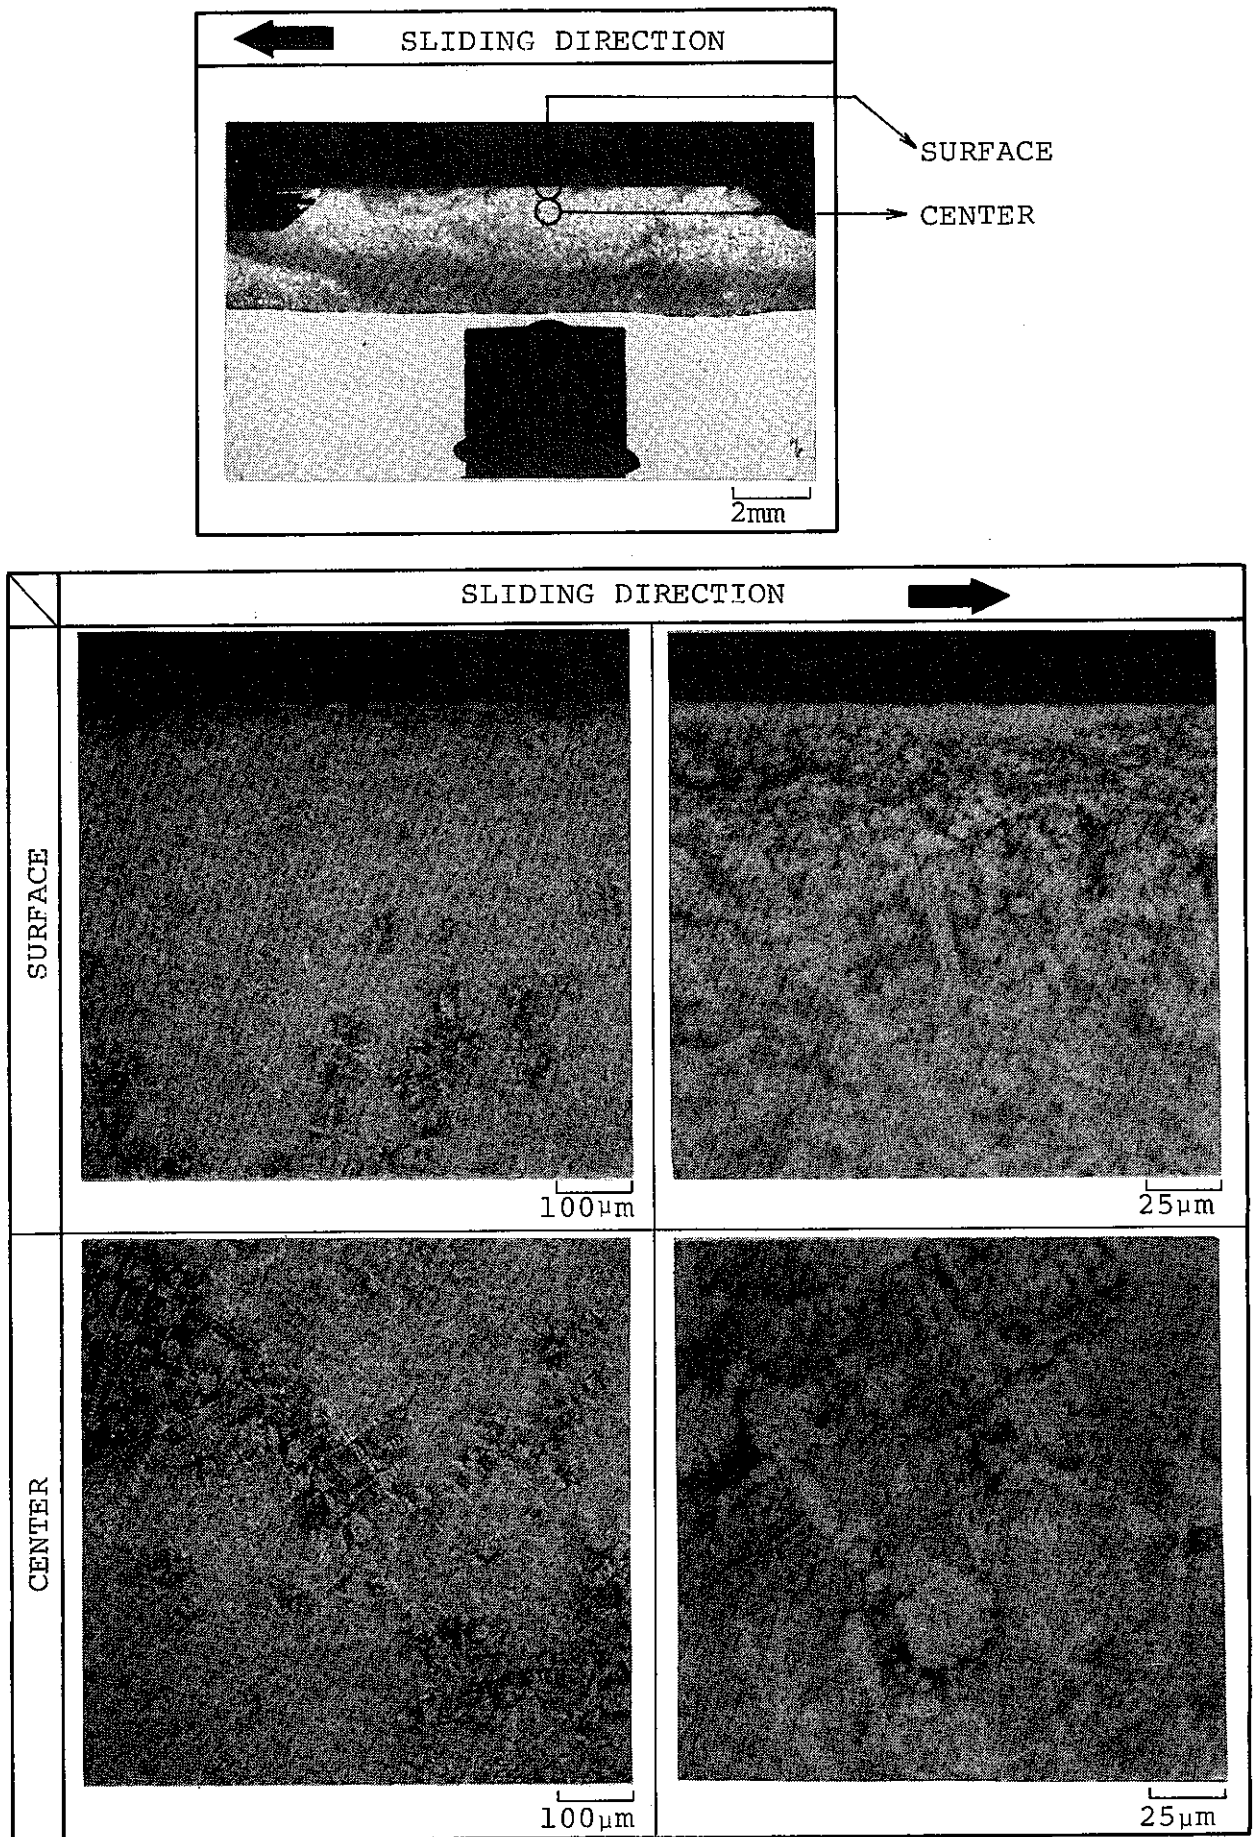 SLIDING DIRECTION
SURFACE
CENTER
2mm
SLIDING DIRECTION
SURFACE
100μm
25μm
CENTER
100μm
25μm